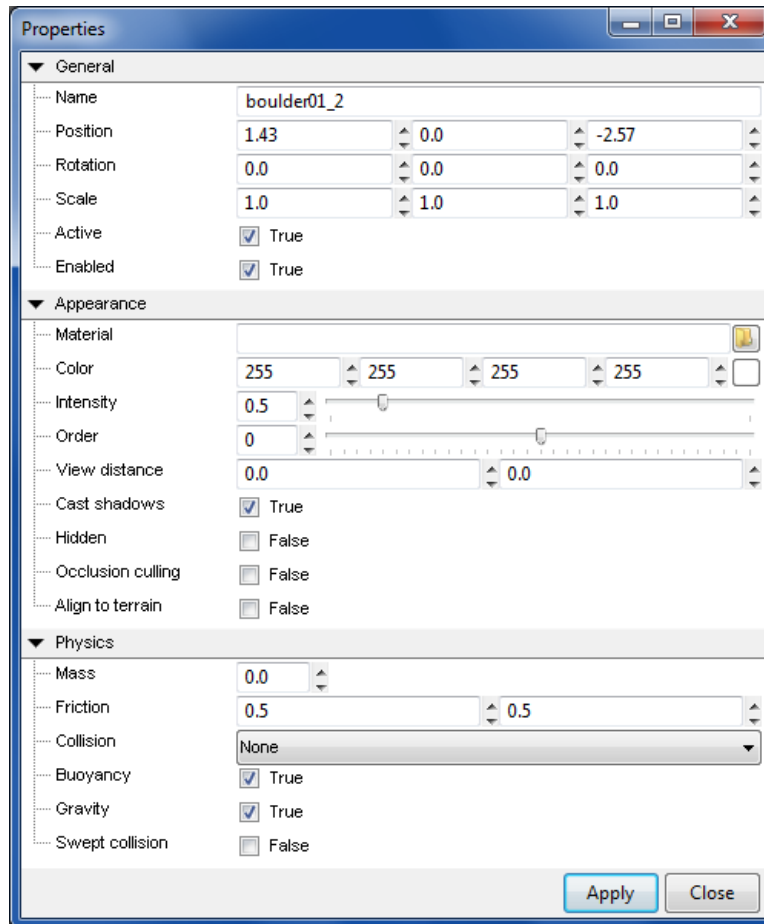 Properties
General
Name boulder01_2
Position 1.43 0.0 -2.57
Rotation 0.0 0.0 0.0
Scale 1.0 1.0 1.0
Active True
Enabled True
Appearance
Material
Color 255 255 255 255
Intensity 0.5
Order 0
View distance 0.0 0.0
Cast shadows True
Hidden False
Occlusion culling False
Align to terrain False
Physics
Mass 0.0
Friction 0.5 0.5
Collision None
Buoyancy True
Gravity True
Swept collision False
Apply Close